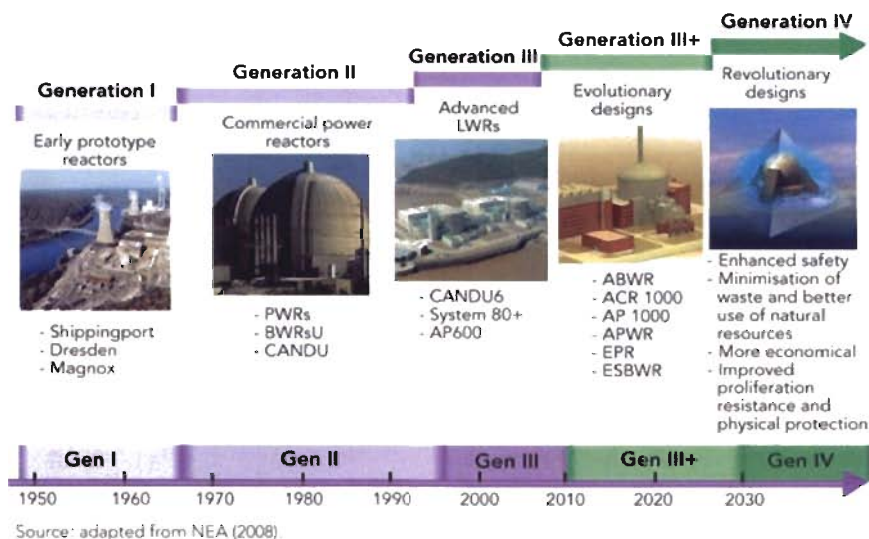 Generation I
Early prototype
reactors
- Shippingport
- Dresden
- Magnox
Generation II
Commercial power
reactors
- PWRs
- BWRsU
- CANDU
Generation III
Advanced
LWRs
- CANDU6
- System 80+
- AP600
Generation III+
Evolutionary
designs
- ABWR
- ACR 1000
- AP 1000
- APWR
- EPR
- ESBWR
Generation IV
Revolutionary
designs
- Enhanced safety
- Minimisation of
waste and better
use of natural
resources
- More economical
- Improved
proliferation
resistance and
physical protection
Gen I
Gen II
Gen III
Gen III+
Gen IV
1950 1960 1970 1980 1990 2000 2010 2020 2030
Source: adapted from NEA (2008).